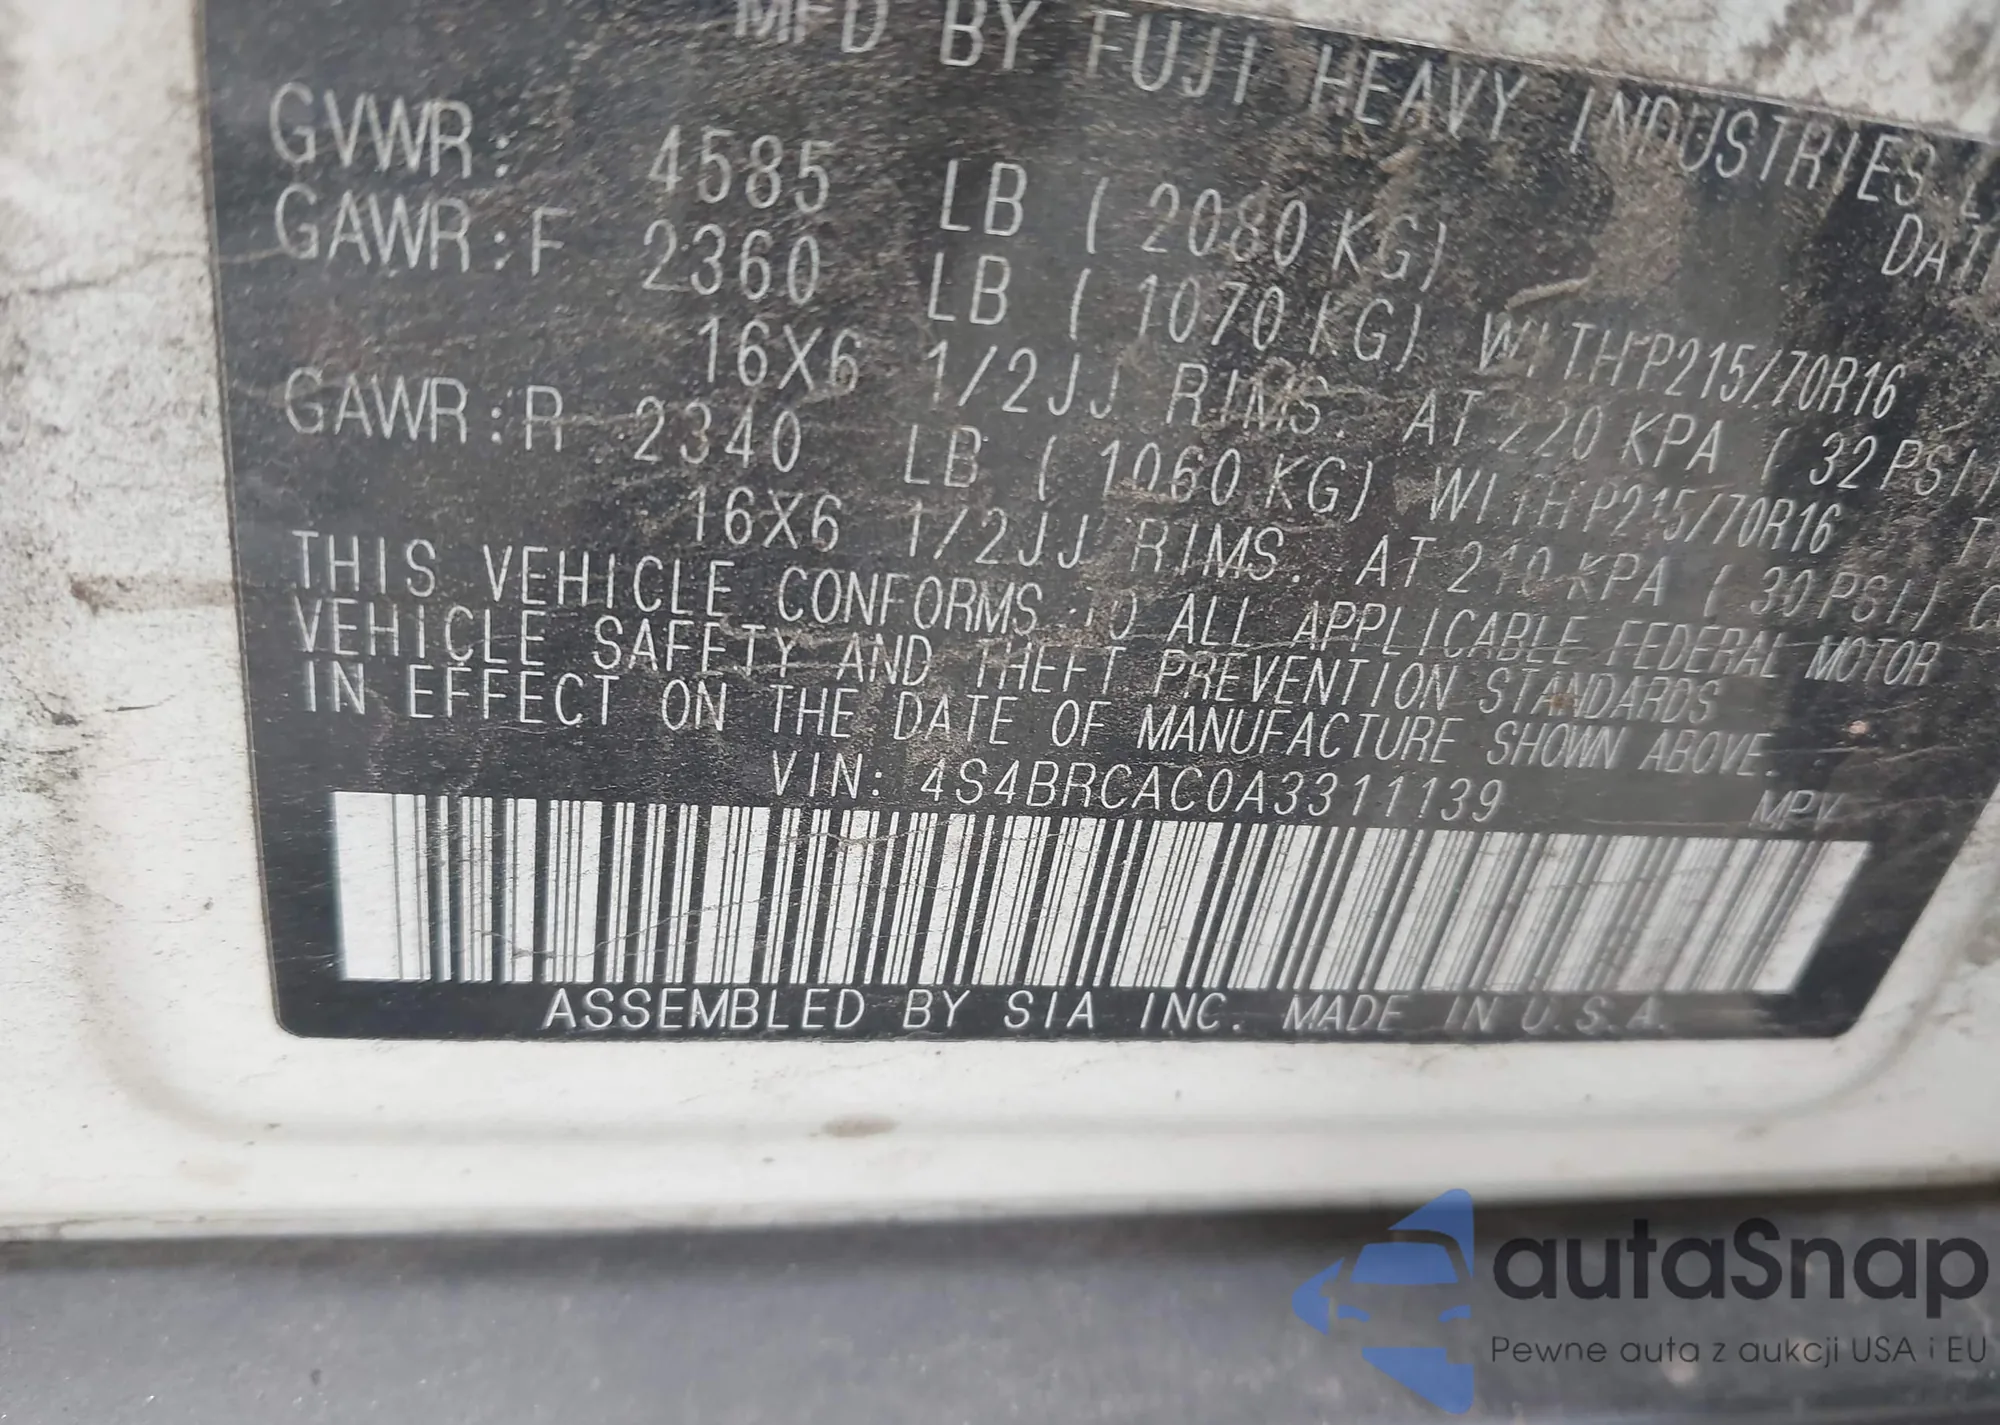 MFD BY FUJI HEAVY INDUSTRIES L
DAT
GVWR: 4585 LB ( 2080 KG)
GAWR:F 2360 LB ( 1070 KG) WITH P215/70R16
16X6 1/2JJ RIMS. AT 220 KPA ( 32 PSI)
GAWR:R 2340 LB ( 1060 KG) WITH P215/70R16
16X6 1/2JJ RIMS. AT 210 KPA ( 30 PSI) C
THIS VEHICLE CONFORMS TO ALL APPLICABLE FEDERAL MOTOR
VEHICLE SAFETY AND THEFT PREVENTION STANDARDS
IN EFFECT ON THE DATE OF MANUFACTURE SHOWN ABOVE.
VIN: 4S4BRCAC0A3311139 MPV
ASSEMBLED BY SIA INC. MADE IN U.S.A.
autaSnap
Pewne auta z aukcji USA i EU